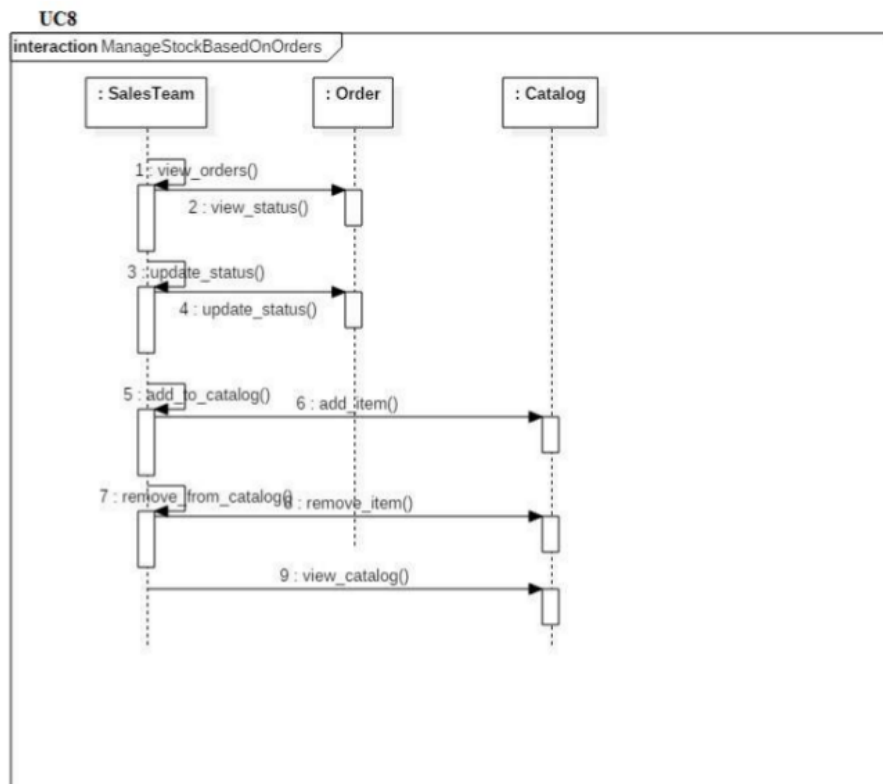 UC8
interaction ManageStockBasedOnOrders
: SalesTeam
: Order
: Catalog
1 : view_orders()
2 : view_status()
3 : update_status()
4 : update_status()
5 : add_to_catalog()
6 : add_item()
7 : remove_from_catalog()
8 : remove_item()
9 : view_catalog()